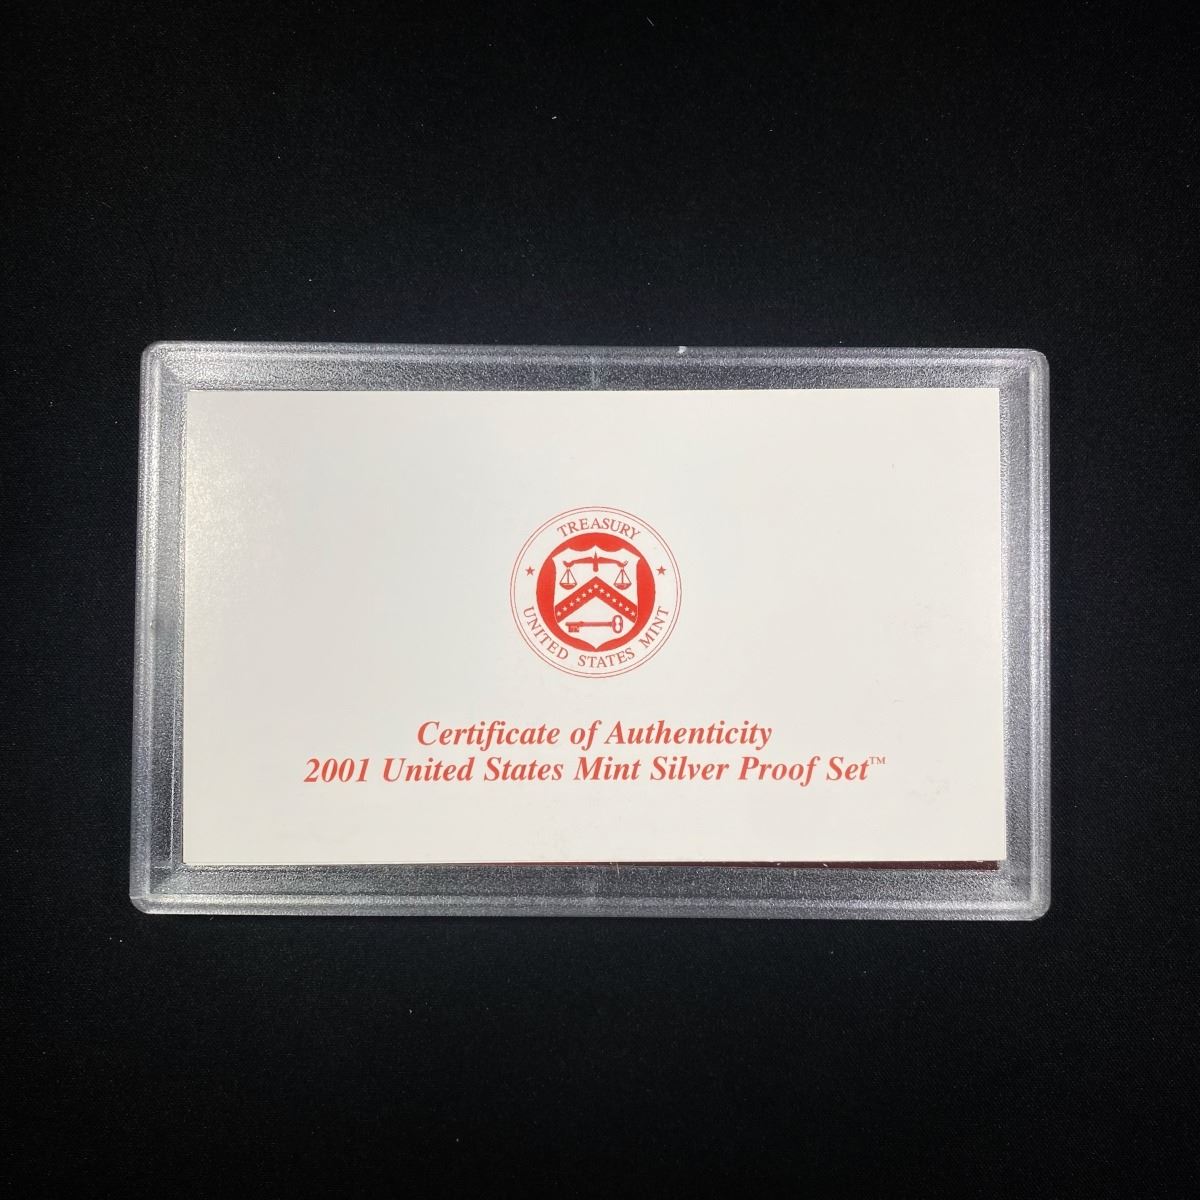 TREASURY
UNITED STATES MINT
Certificate of Authenticity
2001 United States Mint Silver Proof Set™